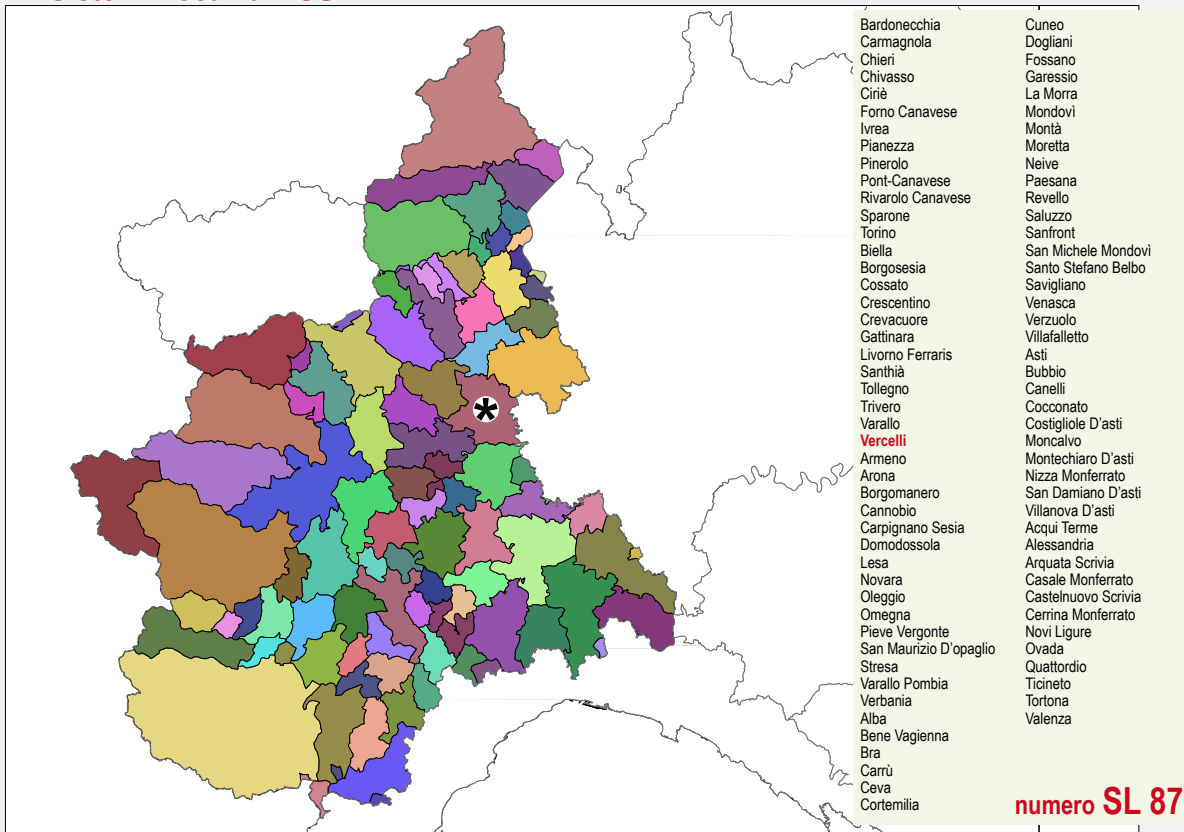 Bardonecchia
Carmagnola
Chieri
Chivasso
Ciriè
Forno Canavese
Ivrea
Pianezza
Pinerolo
Pont-Canavese
Rivarolo Canavese
Sparone
Torino
Biella
Borgosesia
Cossato
Crescentino
Crevacuore
Gattinara
Livorno Ferraris
Santhià
Tollegno
Trivero
Varallo
Vercelli
Armeno
Arona
Borgomanero
Cannobio
Carpignano Sesia
Domodossola
Lesa
Novara
Oleggio
Omegna
Pieve Vergonte
San Maurizio D'opaglio
Stresa
Varallo Pombia
Verbania
Alba
Bene Vagienna
Bra
Carrù
Ceva
Cortemilia
Cuneo
Dogliani
Fossano
Garessio
La Morra
Mondovì
Montà
Moretta
Neive
Paesana
Revello
Saluzzo
Sanfront
San Michele Mondovì
Santo Stefano Belbo
Savigliano
Venasca
Verzuolo
Villafalletto
Asti
Bubbio
Canelli
Cocconato
Costigliole D'asti
Moncalvo
Montechiaro D'asti
Nizza Monferrato
San Damiano D'asti
Villanova D'asti
Acqui Terme
Alessandria
Arquata Scrivia
Casale Monferrato
Castelnuovo Scrivia
Cerrina Monferrato
Novi Ligure
Ovada
Quattordio
Ticineto
Tortona
Valenza
numero SL 87